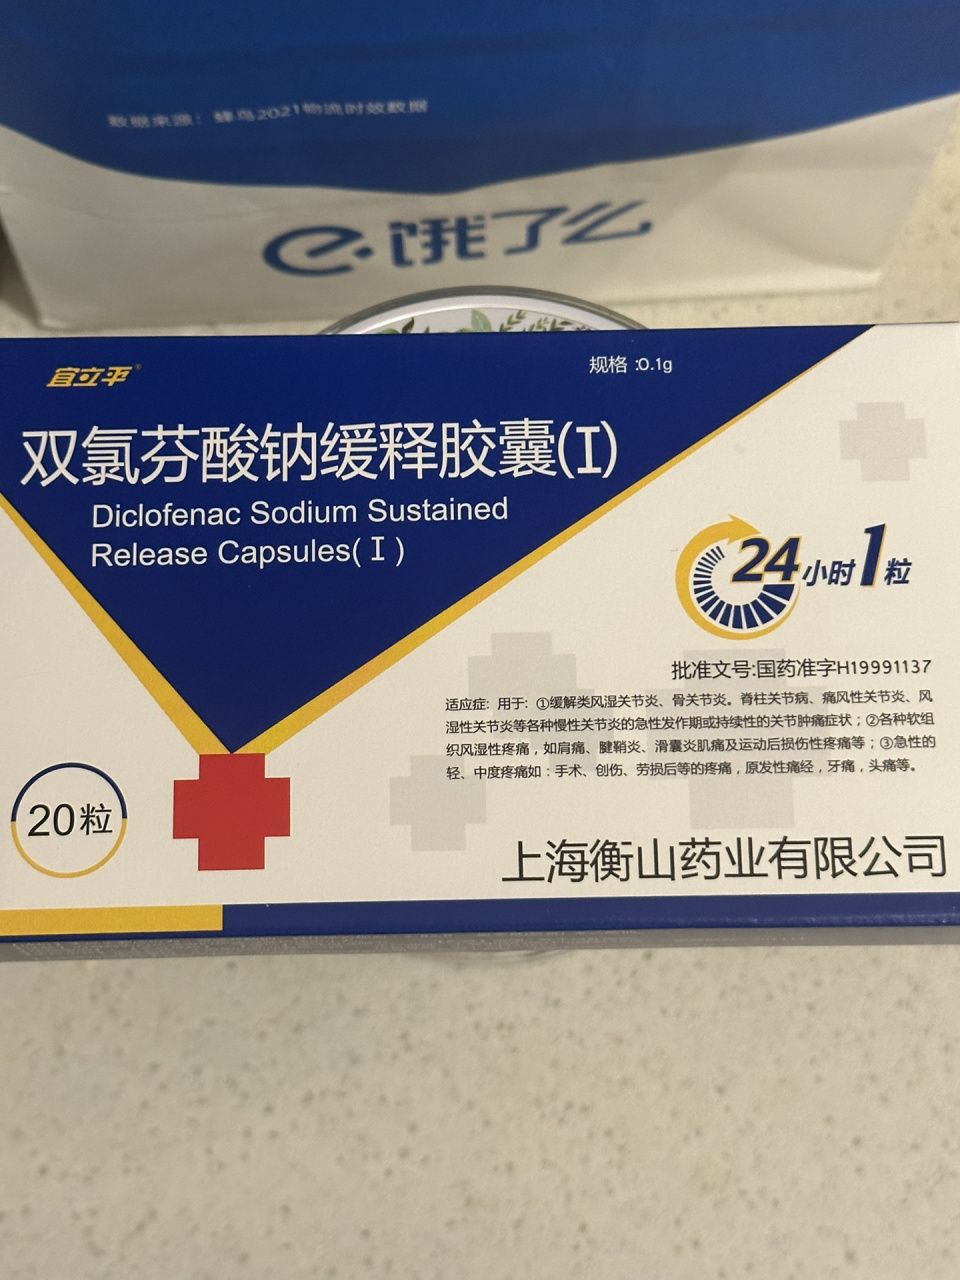 数据来源：蜂鸟2021物流时效数据
e 饿了么
宜立平®
规格:0.1g
双氯芬酸钠缓释胶囊(I)
Diclofenac Sodium Sustained
Release Capsules(Ⅰ)
24小时1粒
批准文号:国药准字H19991137
适应症: 用于: ①缓解类风湿关节炎、骨关节炎。脊柱关节病、痛风性关节炎、风
湿性关节炎等各种慢性关节炎的急性发作期或持续性的关节肿痛症状；②各种软组
织风湿性疼痛，如肩痛、腱鞘炎、滑囊炎肌痛及运动后损伤性疼痛等；③急性的
轻、中度疼痛如：手术、创伤、劳损后等的疼痛，原发性痛经，牙痛，头痛等。
20粒
上海衡山药业有限公司